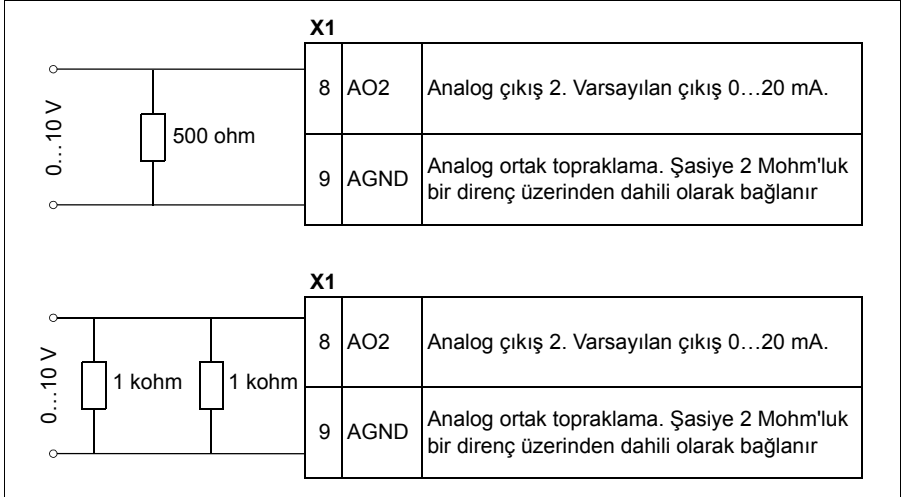 X1
0…10 V
500 ohm
8 AO2 Analog çıkış 2. Varsayılan çıkış 0…20 mA.
9 AGND Analog ortak topraklama. Şasiye 2 Mohm'luk
bir direnç üzerinden dahili olarak bağlanır
X1
0…10 V
1 kohm 1 kohm
8 AO2 Analog çıkış 2. Varsayılan çıkış 0…20 mA.
9 AGND Analog ortak topraklama. Şasiye 2 Mohm'luk
bir direnç üzerinden dahili olarak bağlanır